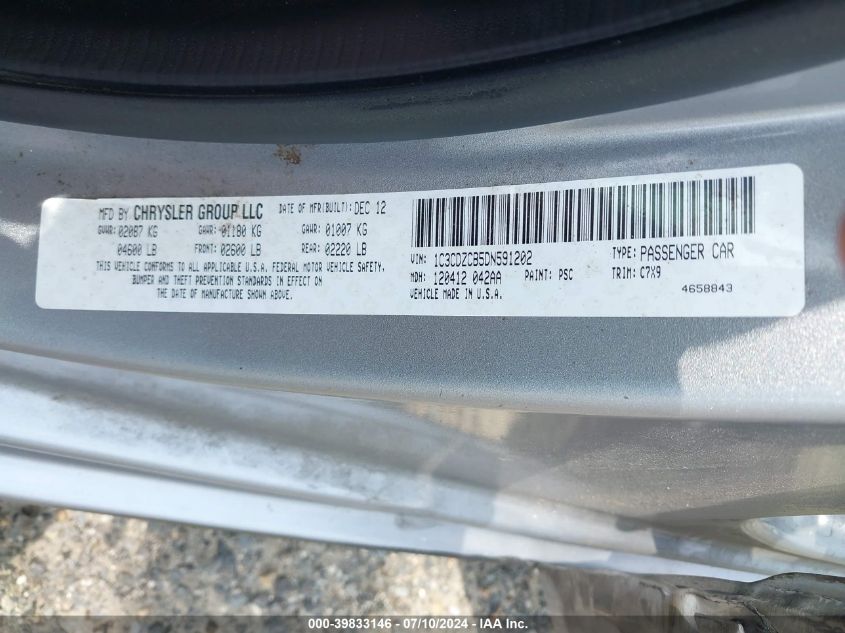 MFD BY CHRYSLER GROUP LLC DATE OF MFR(BUILT): DEC 12
GVWR: 02087 KG GAWR: 01180 KG GAWR: 01007 KG
04600 LB FRONT: 02600 LB REAR: 02220 LB
THIS VEHICLE CONFORMS TO ALL APPLICABLE U.S.A. FEDERAL MOTOR VEHICLE SAFETY,
BUMPER AND THEFT PREVENTION STANDARDS IN EFFECT ON
THE DATE OF MANUFACTURE SHOWN ABOVE.
VIN: 1C3CDZCB5DN591202 TYPE: PASSENGER CAR
MDH: 120412 042AA PAINT: PSC TRIM: C7X9
VEHICLE MADE IN U.S.A. 4658843
000-39833146 - 07/10/2024 - IAAI.COM